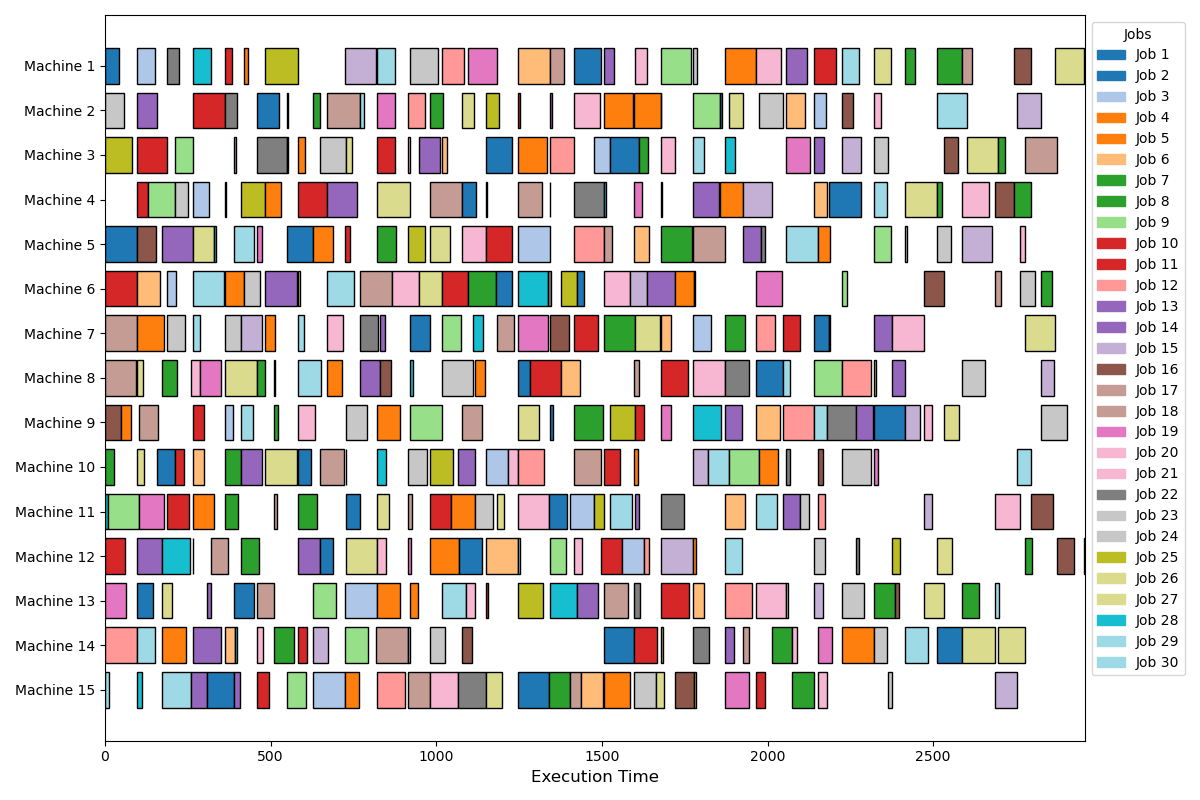 Machine 1
Machine 2
Machine 3
Machine 4
Machine 5
Machine 6
Machine 7
Machine 8
Machine 9
Machine 10
Machine 11
Machine 12
Machine 13
Machine 14
Machine 15
0 500 1000 1500 2000 2500
Execution Time
Jobs
Job 1
Job 2
Job 3
Job 4
Job 5
Job 6
Job 7
Job 8
Job 9
Job 10
Job 11
Job 12
Job 13
Job 14
Job 15
Job 16
Job 17
Job 18
Job 19
Job 20
Job 21
Job 22
Job 23
Job 24
Job 25
Job 26
Job 27
Job 28
Job 29
Job 30